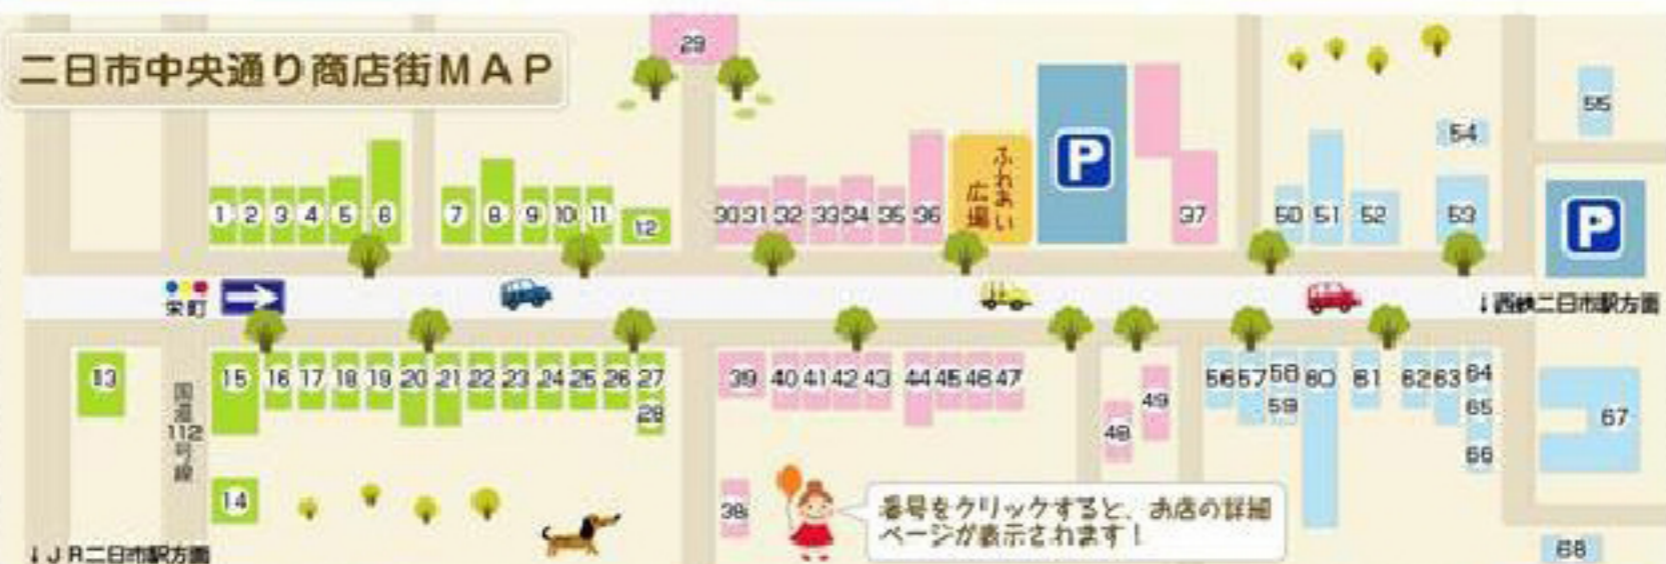 二日市中央通り商店街MAP
29
55
54
P
1 2 3 4 5 6 7 8 9 10 11 12 30 31 32 33 34 35 36
ふれあい
広場
37 50 51 52 53
P
栄町
↓西鉄二日市駅方面
13 15 16 17 18 19 20 21 22 23 24 25 26 27 39 40 41 42 43 44 45 46 47 56 57 58 60 61 62 63 64
28 49 59 65 67
国道112号線
48
66
14 38
番号をクリックすると、お店の詳細
ページが表示されます!
↓JR二日市駅方面
68